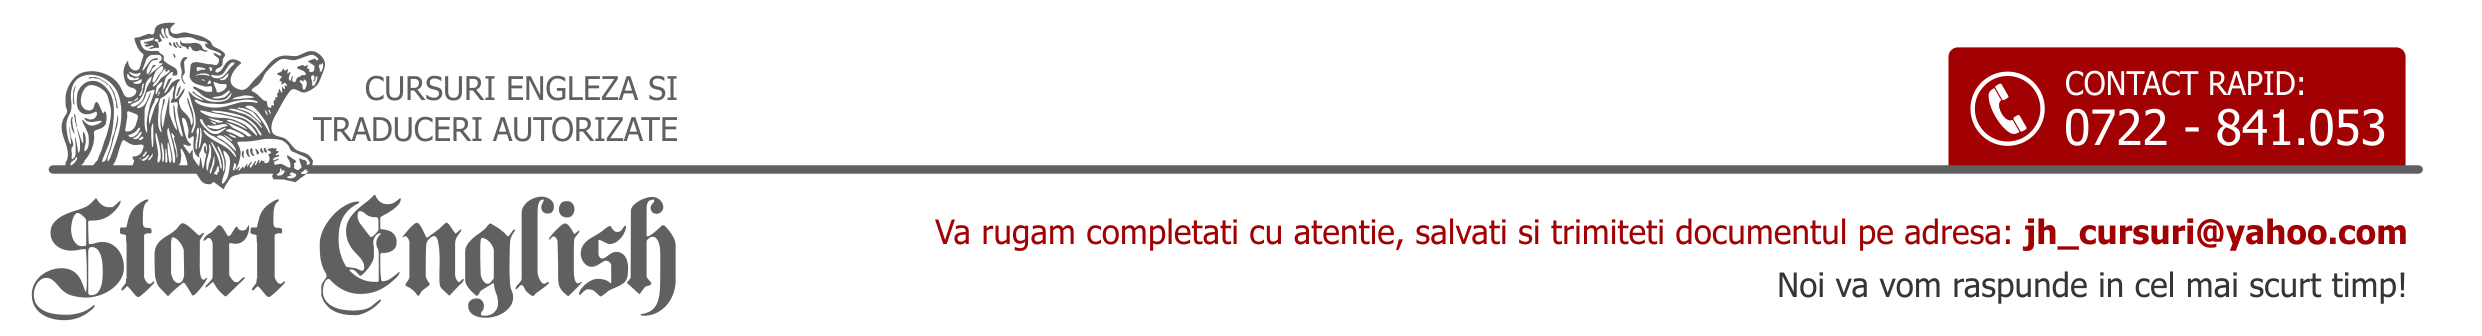 CURSURI ENGLEZA SI
TRADUCERI AUTORIZATE
Start English
CONTACT RAPID:
0722 - 841.053
Va rugam completati cu atentie, salvati si trimiteti documentul pe adresa: jh_cursuri@yahoo.com
Noi va vom raspunde in cel mai scurt timp!